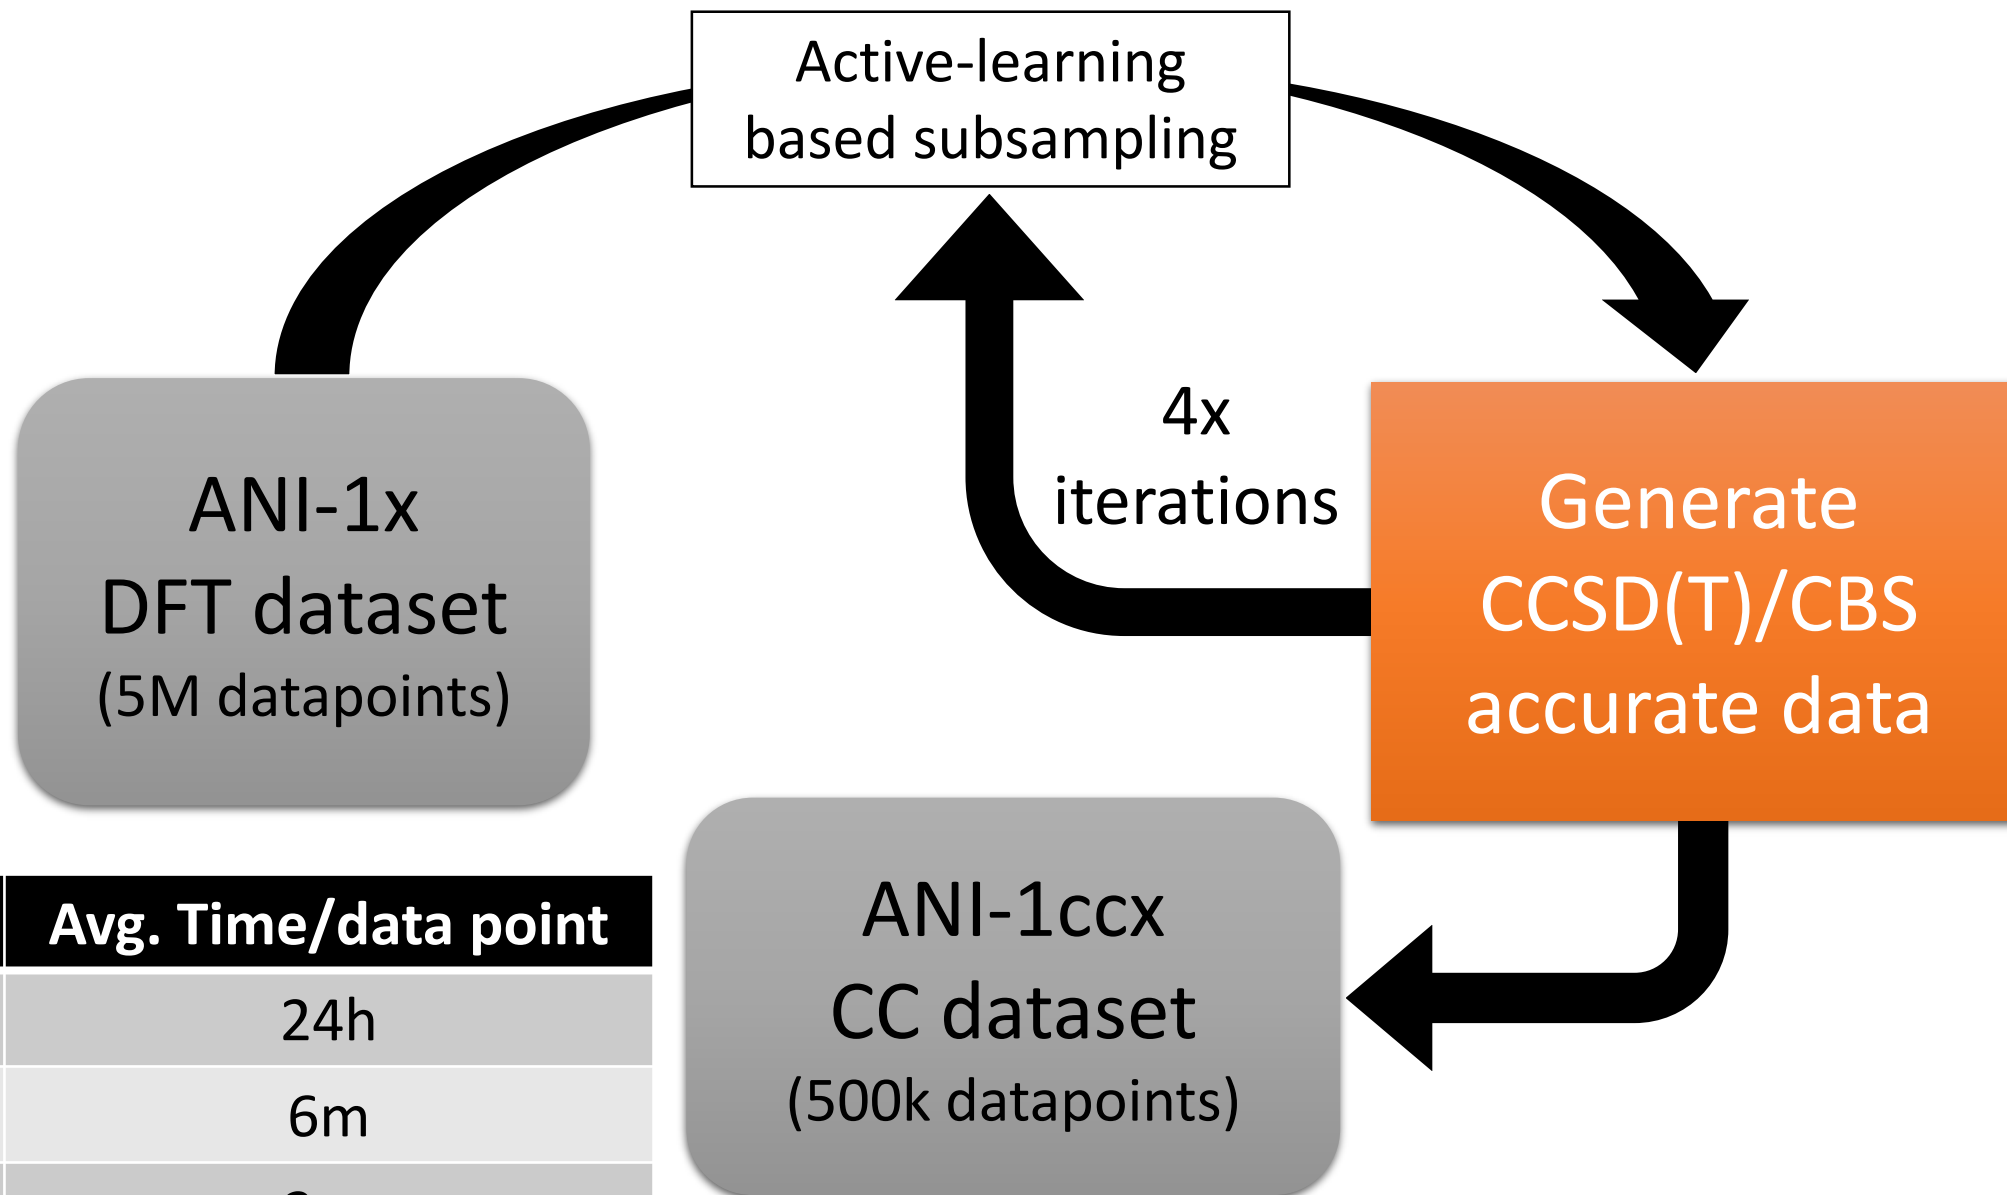 Active-learning
based subsampling
4x
iterations
ANI-1x
DFT dataset
(5M datapoints)
Generate
CCSD(T)/CBS
accurate data
Avg. Time/data point
24h
6m
ANI-1ccx
CC dataset
(500k datapoints)